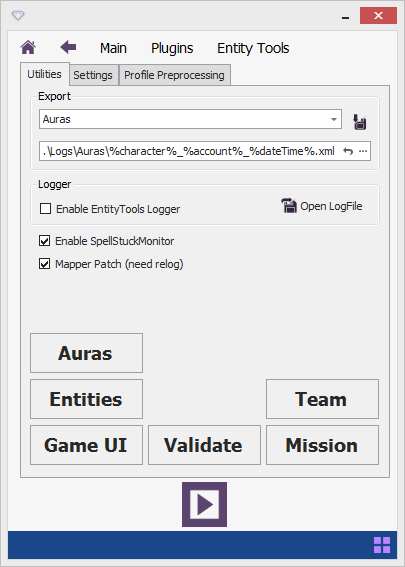 Main Plugins Entity Tools
Utilities Settings Profile Preprocessing
Export
Auras
.\Logs\Auras\%character%_%account%_%dateTime%.xml ...
Logger
Enable EntityTools Logger
Open LogFile
Enable SpellStuckMonitor
Mapper Patch (need relog)
Auras
Entities
Team
Game UI
Validate
Mission